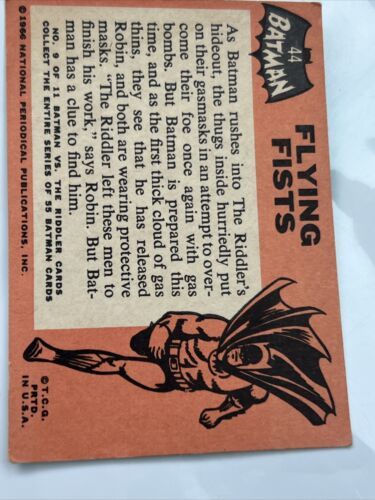 44
BATMAN
FLYING
FISTS
As Batman rushes into The Riddler's
hideout, the thugs inside hurriedly put
on their gasmasks in an attempt to over-
come their foe once again with gas
bombs. But Batman is prepared this
time, and as the first thick cloud of gas
thins, they see that he has released
Robin, and both are wearing protective
masks. "The Riddler left these men to
finish his work," says Robin. But Bat-
man has a clue to find him.
NO. 9 OF 11 BATMAN VS. THE RIDDLER CARDS
COLLECT THE ENTIRE SERIES OF 55 BATMAN CARDS
© 1966 NATIONAL PERIODICAL PUBLICATIONS, INC.
© T.C.G.
PRTD.
IN U.S.A.